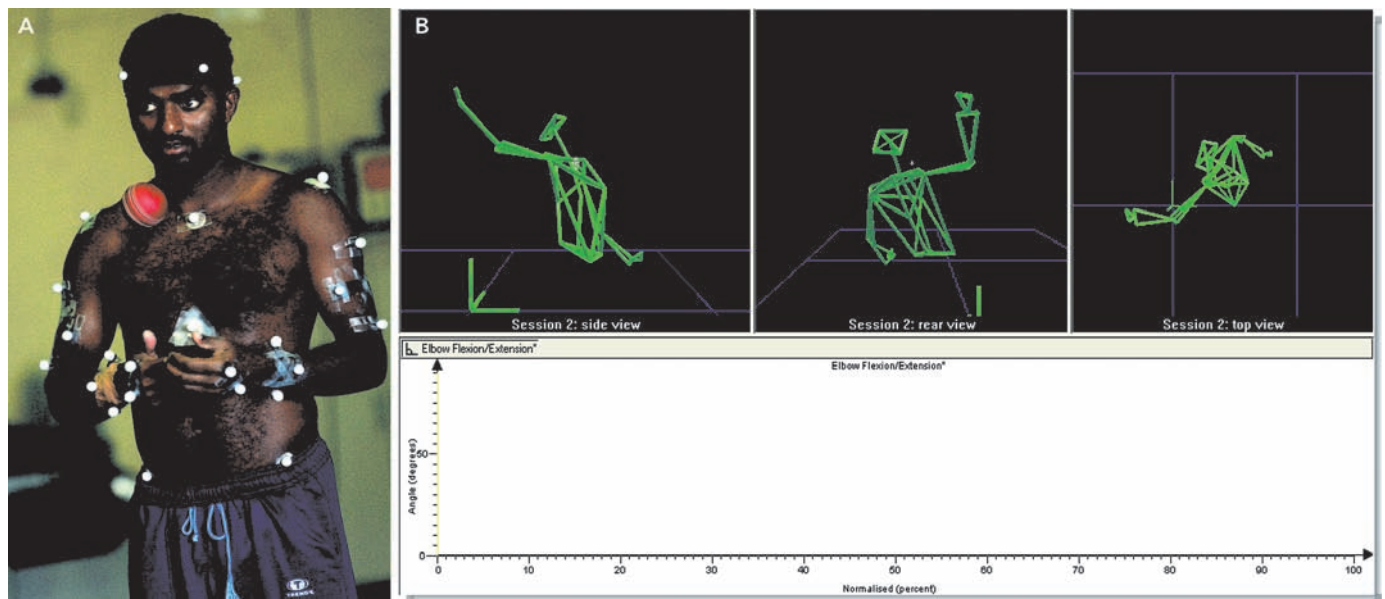 A
B
Session 2: side view
Session 2: rear view
Session 2: top view
Elbow Flexion/Extension*
Elbow Flexion/Extension*
Angle (degrees)
50
0
0 10 20 30 40 50 60 70 80 90 100
Normalised (percent)